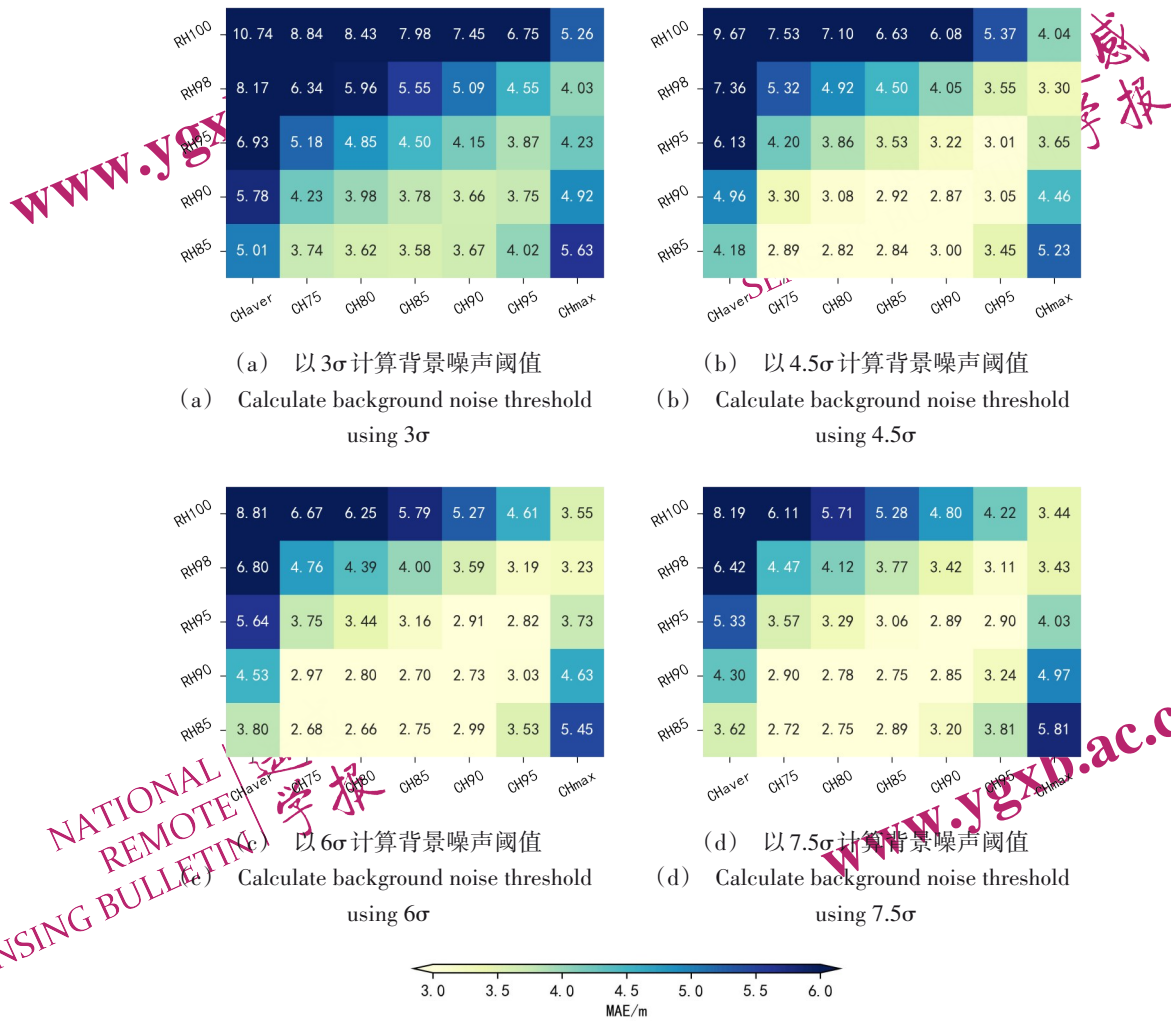 RH100 10.74 8.84 8.43 7.98 7.45 6.75 5.26
RH98 8.17 6.34 5.96 5.55 5.09 4.55 4.03
RH95 6.93 5.18 4.85 4.50 4.15 3.87 4.23
RH90 5.78 4.23 3.98 3.78 3.66 3.75 4.92
RH85 5.01 3.74 3.62 3.58 3.67 4.02 5.63
CHaver CH75 CH80 CH85 CH90 CH95 CHmax
(a) 以3σ计算背景噪声阈值
(a) Calculate background noise threshold
using 3σ
RH100 9.67 7.53 7.10 6.63 6.08 5.37 4.04
RH98 7.36 5.32 4.92 4.50 4.05 3.55 3.30
RH95 6.13 4.20 3.86 3.53 3.22 3.01 3.65
RH90 4.96 3.30 3.08 2.92 2.87 3.05 4.46
RH85 4.18 2.89 2.82 2.84 3.00 3.45 5.23
CHaver CH75 CH80 CH85 CH90 CH95 CHmax
(b) 以4.5σ计算背景噪声阈值
(b) Calculate background noise threshold
using 4.5σ
RH100 8.81 6.67 6.25 5.79 5.27 4.61 3.55
RH98 6.80 4.76 4.39 4.00 3.59 3.19 3.23
RH95 5.64 3.75 3.44 3.16 2.91 2.82 3.73
RH90 4.53 2.97 2.80 2.70 2.73 3.03 4.63
RH85 3.80 2.68 2.66 2.75 2.99 3.53 5.45
CHaver CH75 CH80 CH85 CH90 CH95 CHmax
(c) 以6σ计算背景噪声阈值
(c) Calculate background noise threshold
using 6σ
RH100 8.19 6.11 5.71 5.28 4.80 4.22 3.44
RH98 6.42 4.47 4.12 3.77 3.42 3.11 3.43
RH95 5.33 3.57 3.29 3.06 2.89 2.90 4.03
RH90 4.30 2.90 2.78 2.75 2.85 3.24 4.97
RH85 3.62 2.72 2.75 2.89 3.20 3.81 5.81
CHaver CH75 CH80 CH85 CH90 CH95 CHmax
(d) 以7.5σ计算背景噪声阈值
(d) Calculate background noise threshold
using 7.5σ
3.0 3.5 4.0 4.5 5.0 5.5 6.0
MAE/m
www.ygx
感
学报
NATIONAL
REMOTE
NSING BULLETIN
学报
www.ygxb.ac.c